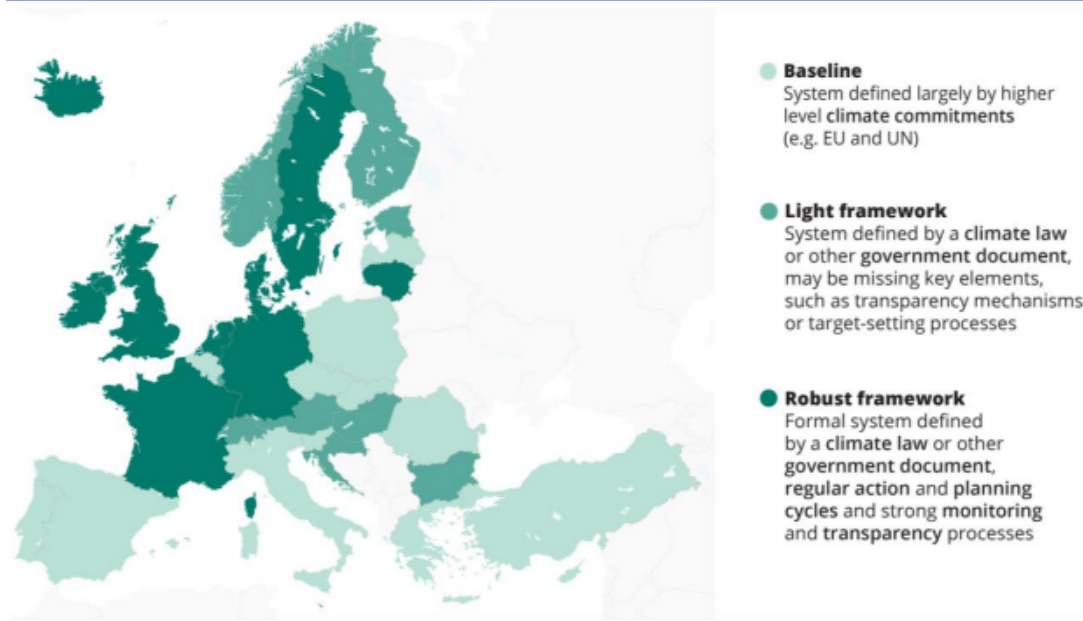 Baseline
System defined largely by higher
level climate commitments
(e.g. EU and UN)
Light framework
System defined by a climate law
or other government document,
may be missing key elements,
such as transparency mechanisms
or target-setting processes
Robust framework
Formal system defined
by a climate law or other
government document,
regular action and planning
cycles and strong monitoring
and transparency processes